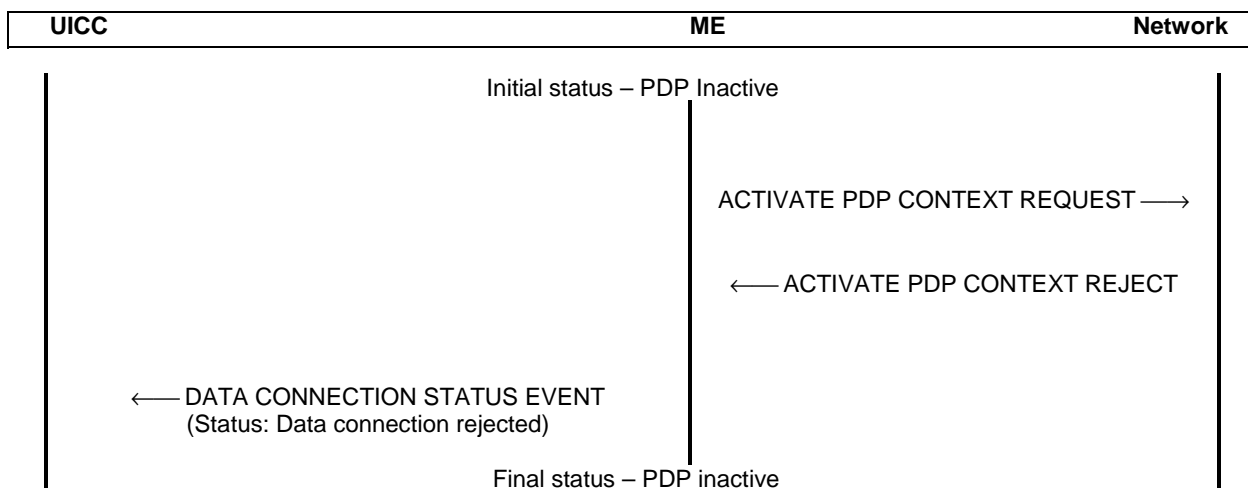 UICC ME Network
Initial status – PDP Inactive
ACTIVATE PDP CONTEXT REQUEST
ACTIVATE PDP CONTEXT REJECT
DATA CONNECTION STATUS EVENT
(Status: Data connection rejected)
Final status – PDP inactive